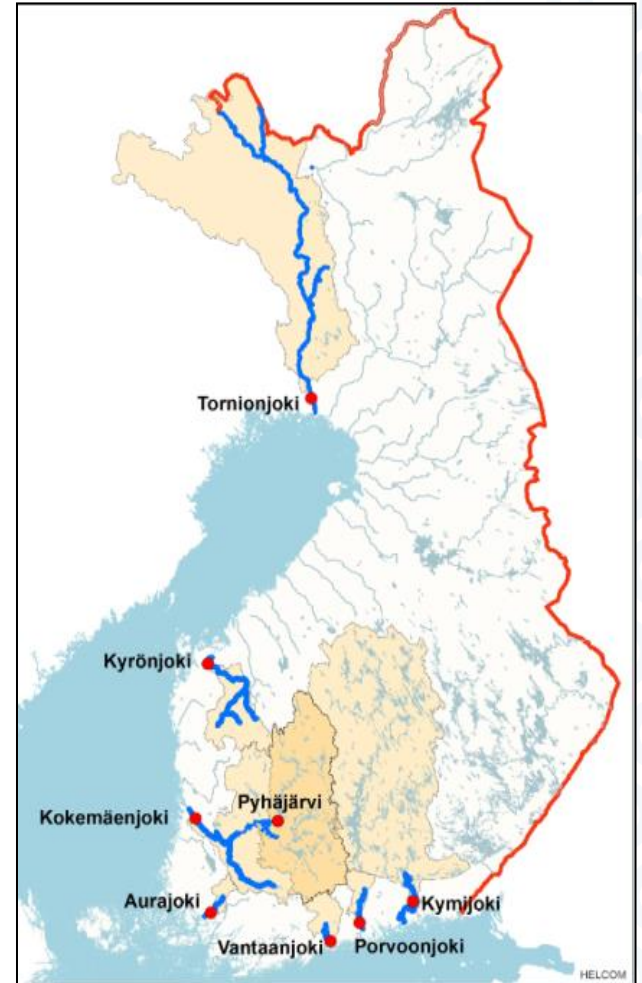 Tornionjoki
Kyrönjoki
Pyhäjärvi
Kokemäenjoki
Aurajoki
Kymijoki
Vantaanjoki
Porvoonjoki
HELCOM